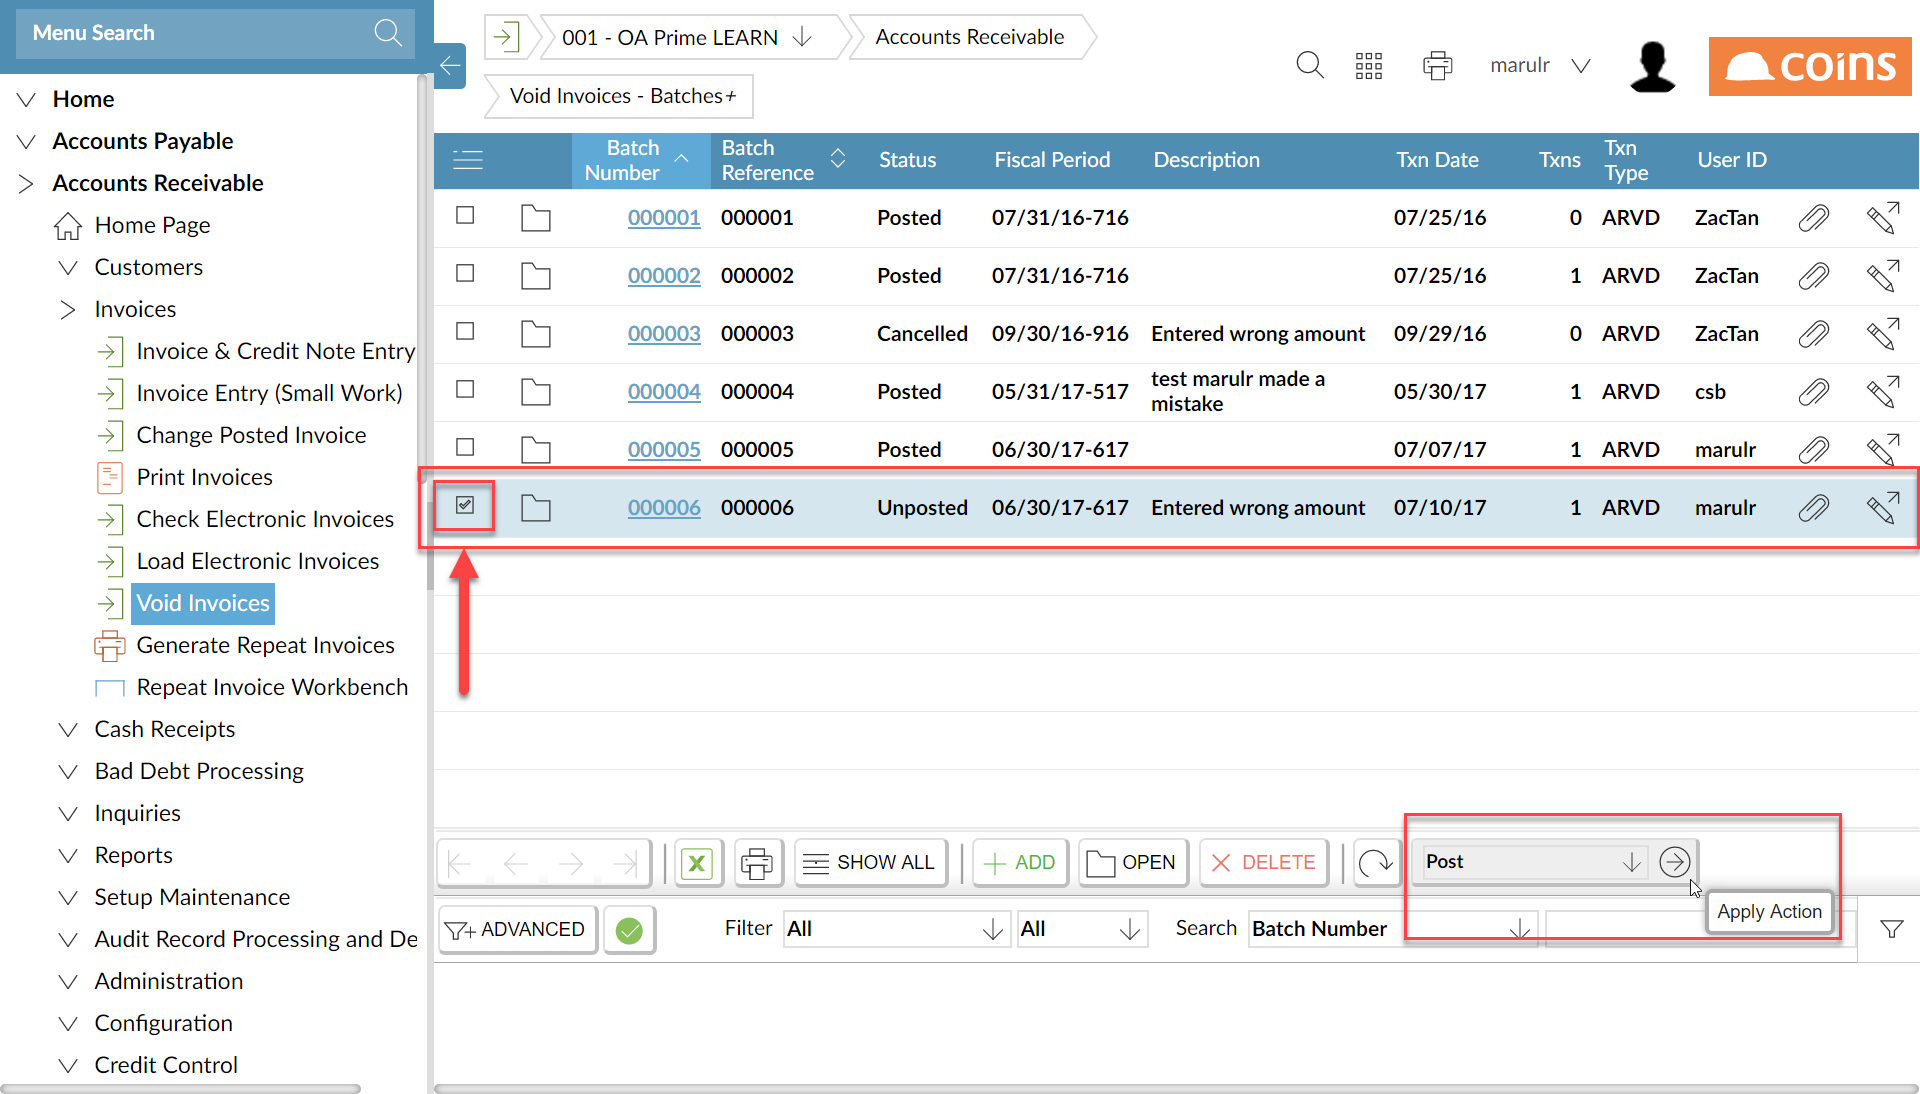 Menu Search
Home
Accounts Payable
Accounts Receivable
Home Page
Customers
Invoices
Invoice & Credit Note Entry
Invoice Entry (Small Work)
Change Posted Invoice
Print Invoices
Check Electronic Invoices
Load Electronic Invoices
Void Invoices
Generate Repeat Invoices
Repeat Invoice Workbench
Cash Receipts
Bad Debt Processing
Inquiries
Reports
Setup Maintenance
Audit Record Processing and De
Administration
Configuration
Credit Control
001 - OA Prime LEARN
Accounts Receivable
Void Invoices - Batches+
marulr
coins
Batch Number Batch Reference Status Fiscal Period Description Txn Date Txns Txn Type User ID
000001 000001 Posted 07/31/16-716 07/25/16 0 ARVD ZacTan
000002 000002 Posted 07/31/16-716 07/25/16 1 ARVD ZacTan
000003 000003 Cancelled 09/30/16-916 Entered wrong amount 09/29/16 0 ARVD ZacTan
000004 000004 Posted 05/31/17-517 test marulr made a mistake 05/30/17 1 ARVD csb
000005 000005 Posted 06/30/17-617 07/07/17 1 ARVD marulr
000006 000006 Unposted 06/30/17-617 Entered wrong amount 07/10/17 1 ARVD marulr
SHOW ALL ADD OPEN DELETE Post
Apply Action
ADVANCED Filter All All Search Batch Number